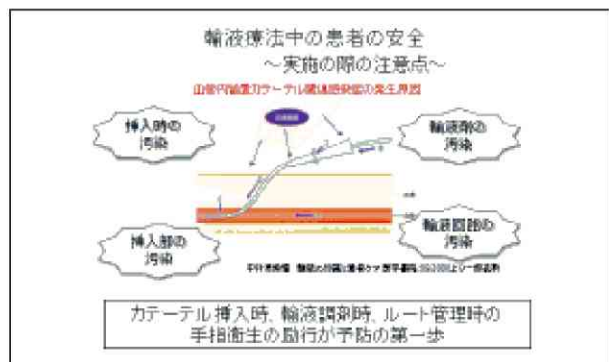 輸液療法中の患者の安全
～実施の際の注意点～
血管内留置カテーテル関連感染症の発生原因
挿入時の
汚染
輸液剤の
汚染
挿入部の
汚染
輸液回路の
汚染
カテーテル挿入時、輸液調剤時、ルート管理時の
手指衛生の励行が予防の第一歩